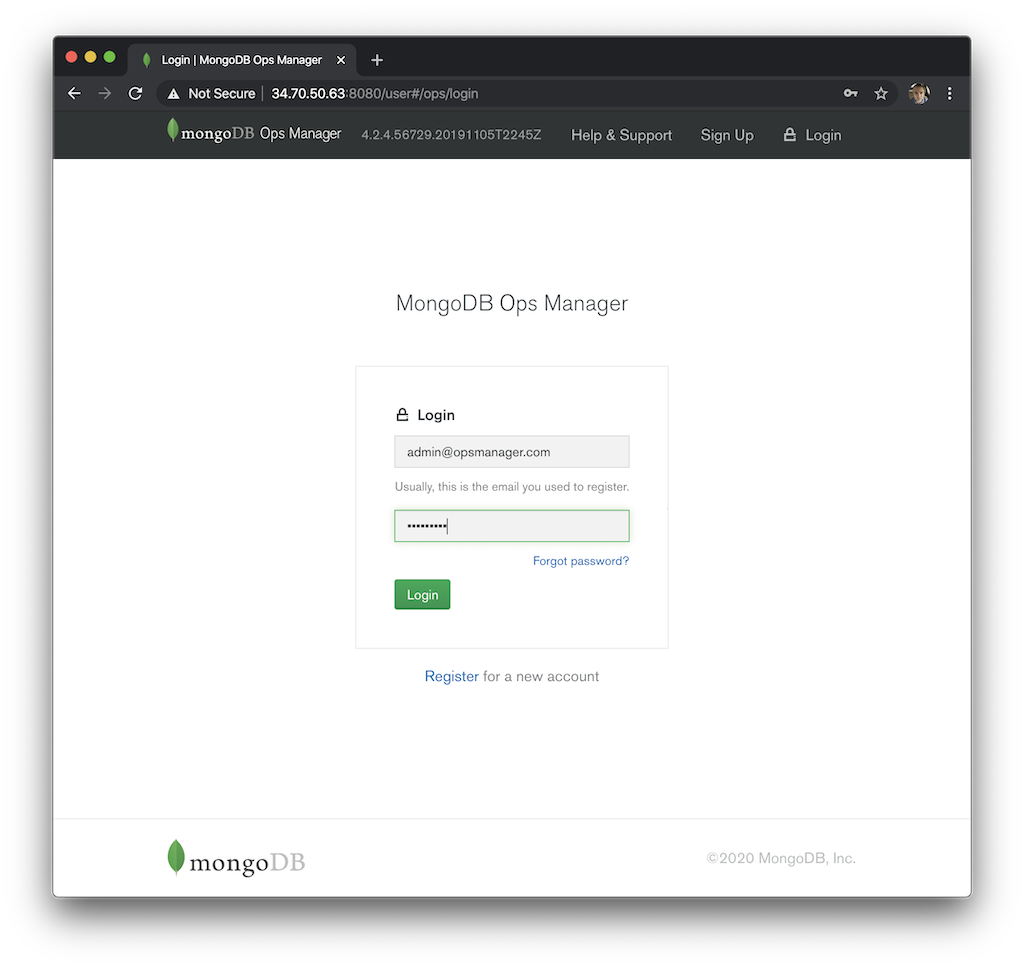 Login | MongoDB Ops Manager
Not Secure | 34.70.50.63:8080/user#/ops/login
mongoDB Ops Manager 4.2.4.56729.20191105T2245Z Help & Support Sign Up Login
MongoDB Ops Manager
Login
admin@opsmanager.com
Usually, this is the email you used to register.
•••••••••
Forgot password?
Login
Register for a new account
mongoDB ©2020 MongoDB, Inc.